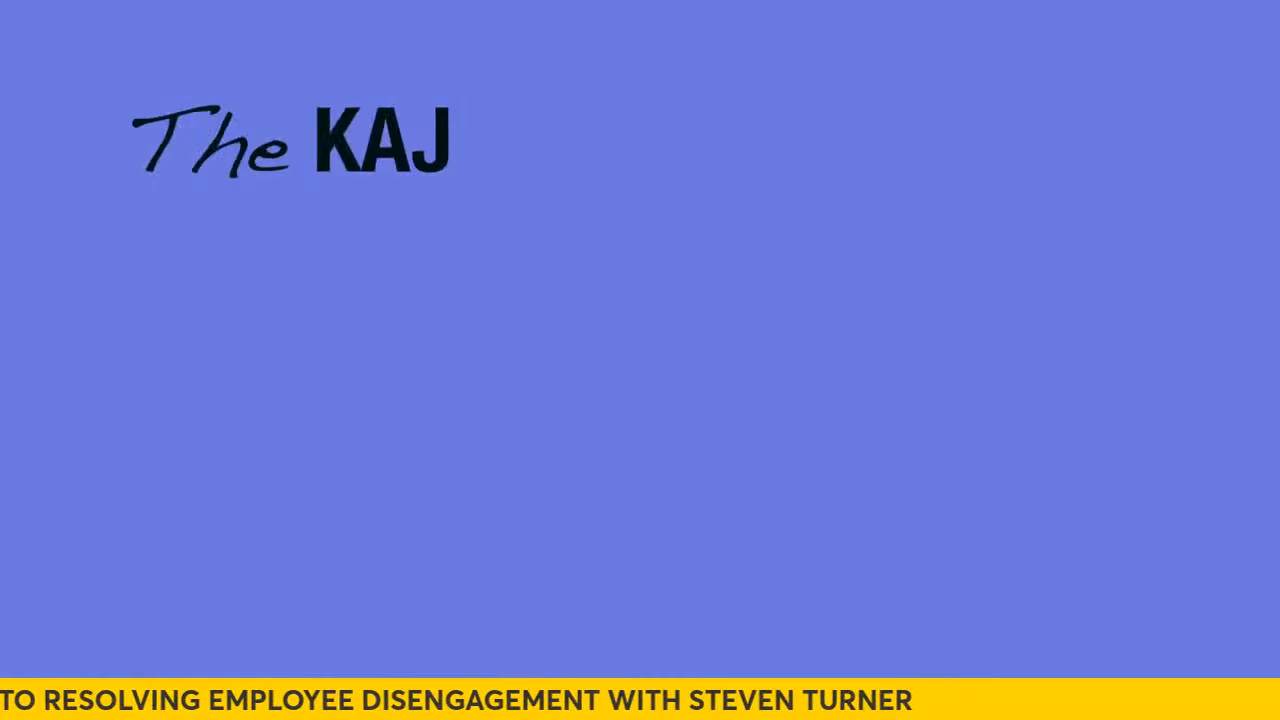 The KAJ
TO RESOLVING EMPLOYEE DISENGAGEMENT WITH STEVEN TURNER